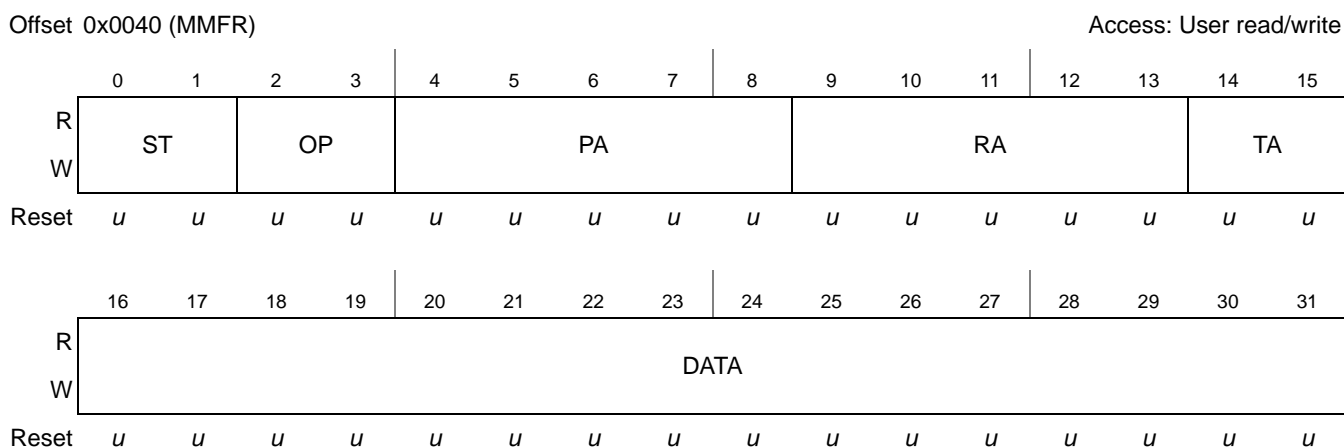 Offset 0x0040 (MMFR) Access: User read/write
0 1 2 3 4 5 6 7 8 9 10 11 12 13 14 15
R
W
ST OP PA RA TA
Reset u u u u u u u u u u u u u u u u
16 17 18 19 20 21 22 23 24 25 26 27 28 29 30 31
R
W
DATA
Reset u u u u u u u u u u u u u u u u